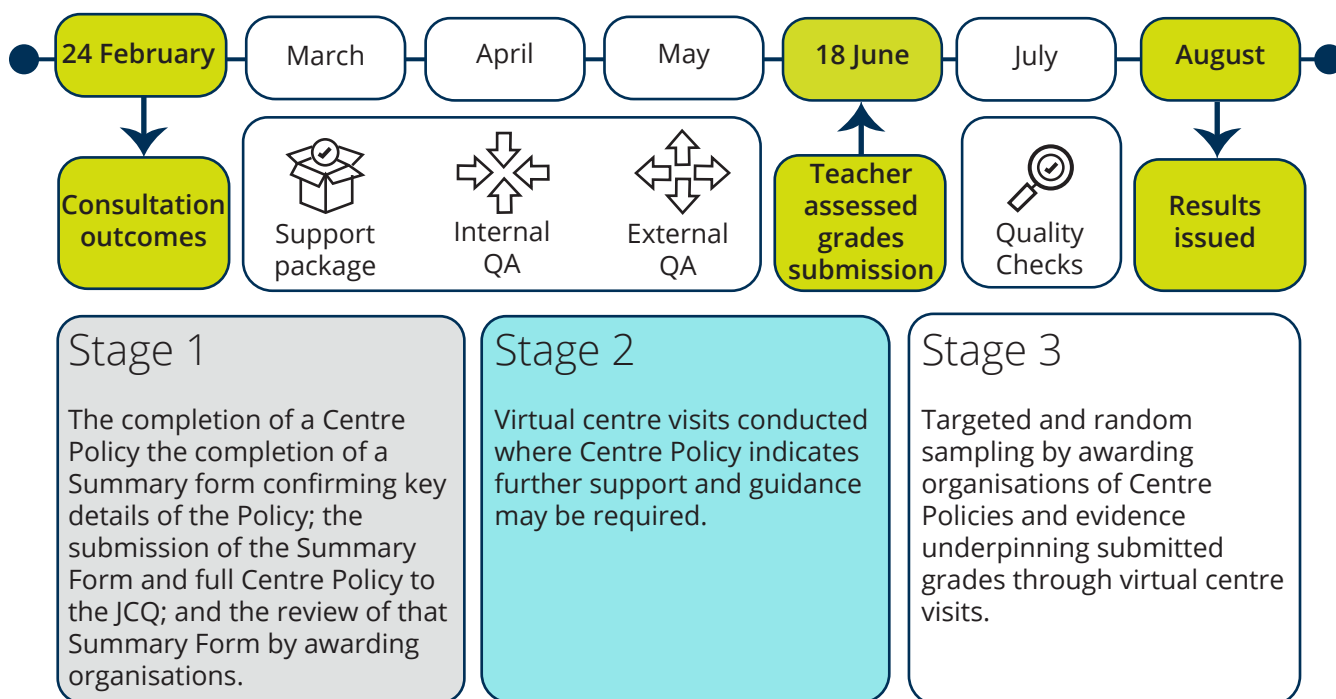 24 February
March
April
May
18 June
July
August
Consultation
outcomes
Support
package
Internal
QA
External
QA
Teacher
assessed
grades
submission
Quality
Checks
Results
issued
Stage 1
The completion of a Centre
Policy the completion of a
Summary form confirming key
details of the Policy; the
submission of the Summary
Form and full Centre Policy to
the JCQ; and the review of that
Summary Form by awarding
organisations.
Stage 2
Virtual centre visits conducted
where Centre Policy indicates
further support and guidance
may be required.
Stage 3
Targeted and random
sampling by awarding
organisations of Centre
Policies and evidence
underpinning submitted
grades through virtual centre
visits.